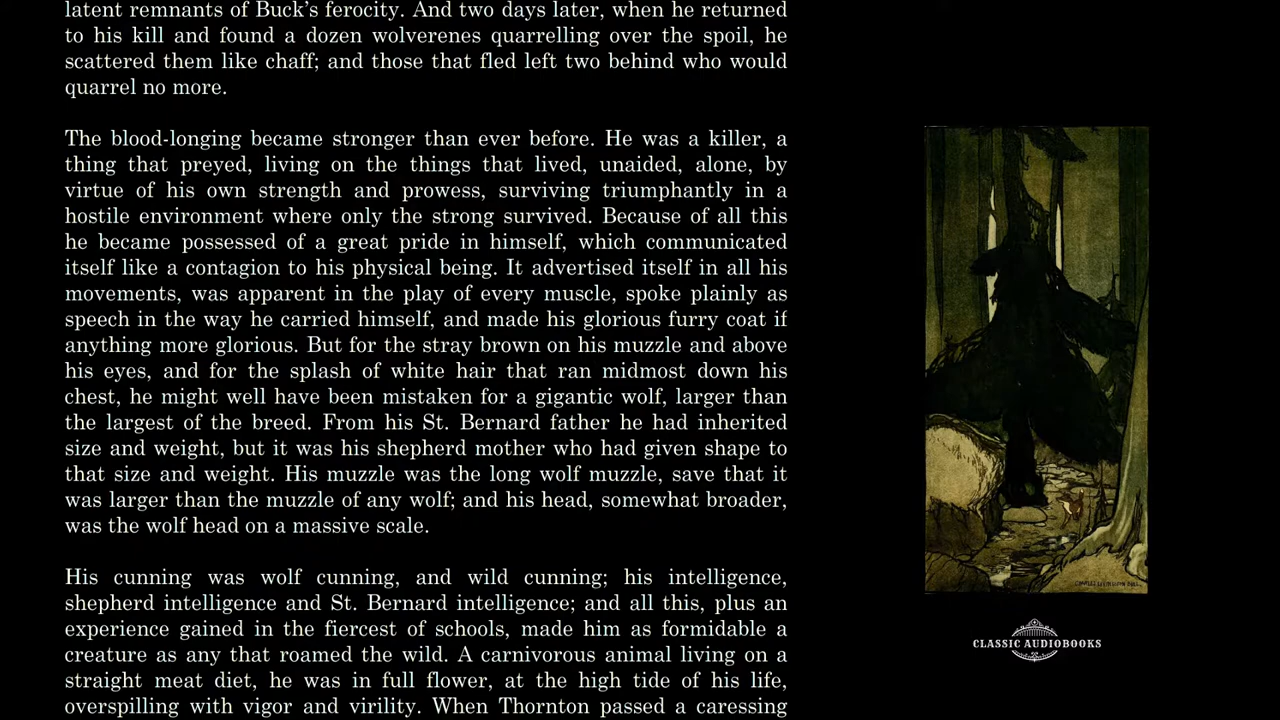 latent remnants of Buck’s ferocity. And two days later, when he returned
to his kill and found a dozen wolverenes quarrelling over the spoil, he
scattered them like chaff; and those that fled left two behind who would
quarrel no more.
The blood-longing became stronger than ever before. He was a killer, a
thing that preyed, living on the things that lived, unaided, alone, by
virtue of his own strength and prowess, surviving triumphantly in a
hostile environment where only the strong survived. Because of all this
he became possessed of a great pride in himself, which communicated
itself like a contagion to his physical being. It advertised itself in all his
movements, was apparent in the play of every muscle, spoke plainly as
speech in the way he carried himself, and made his glorious furry coat if
anything more glorious. But for the stray brown on his muzzle and above
his eyes, and for the splash of white hair that ran midmost down his
chest, he might well have been mistaken for a gigantic wolf, larger than
the largest of the breed. From his St. Bernard father he had inherited
size and weight, but it was his shepherd mother who had given shape to
that size and weight. His muzzle was the long wolf muzzle, save that it
was larger than the muzzle of any wolf; and his head, somewhat broader,
was the wolf head on a massive scale.
His cunning was wolf cunning, and wild cunning; his intelligence,
shepherd intelligence and St. Bernard intelligence; and all this, plus an
experience gained in the fiercest of schools, made him as formidable a
creature as any that roamed the wild. A carnivorous animal living on a
straight meat diet, he was in full flower, at the high tide of his life,
overspilling with vigor and virility. When Thornton passed a caressing
CLASSIC AUDIOBOOKS